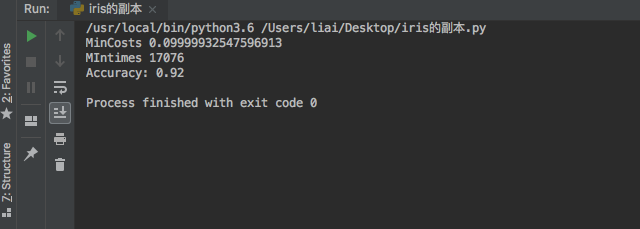 Run: iris的副本
/usr/local/bin/python3.6 /Users/liai/Desktop/iris的副本.py
MinCosts 0.09999932547596913
MIntimes 17076
Accuracy: 0.92
Process finished with exit code 0
2: Favorites
7: Structure